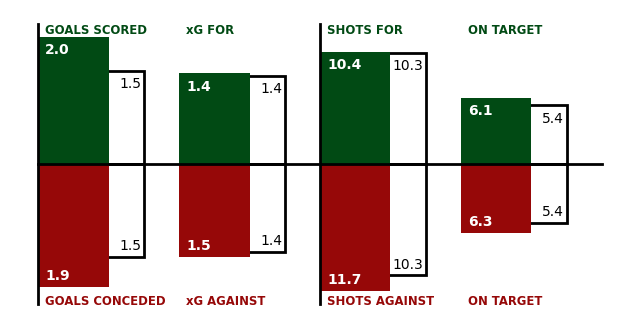 GOALS SCORED xG FOR SHOTS FOR ON TARGET
2.0 1.5 1.4 1.4 10.4 10.3 6.1 5.4
1.9 1.5 1.5 1.4 11.7 10.3 6.3 5.4
GOALS CONCEDED xG AGAINST SHOTS AGAINST ON TARGET